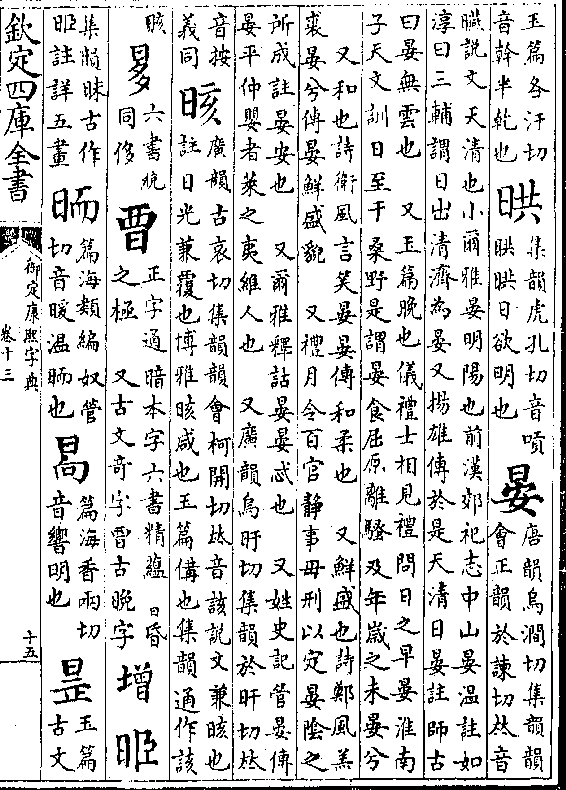 玉篇各汗切
音幹半乾也
晎
集韻虎孔切音嗊
晎晎日欲明也
晏
唐韻烏澗切集韻韻
會正韻於諫切𠀤音
鷃說文天清也小爾雅晏明陽也前漢郊祀志中山晏溫註如
淳曰三輔謂日出清濟為晏又揚雄傳於是天清日晏註師古
曰晏無雲也　又玉篇晚也儀禮士相見禮問日之早晏淮南
子天文訓日至于桑野是謂晏食屈原離騷及年歲之未晏兮
又和也詩衛風言笑晏晏傳和柔也　又鮮盛也詩鄭風羔
裘晏兮傳晏鮮盛貌　又禮月令百官靜事毋刑以定晏陰之
所成註晏安也　又爾雅釋詁晏晏忒也　又姓史記管晏傳
晏平仲嬰者萊之夷維人也　又廣韻烏旰切集韻於旰切𠀤
音按
義同
晐
廣韻古哀切集韻韻會柯開切𠀤音該說文兼晐也
註日光兼覆也博雅晐咸也玉篇備也集韻通作該
賅
六書統
同侈
正字通暗本字六書精蘊日昏
之極　又古文奇字曑古晚字
增
昛
集韻昧古作
昛註詳五畫
篇海類編奴管
切音暖溫晤也
篇海香兩切
音響明也
昰
玉篇
古文
欽定四庫全書
御定康熙字典
卷十三
十五